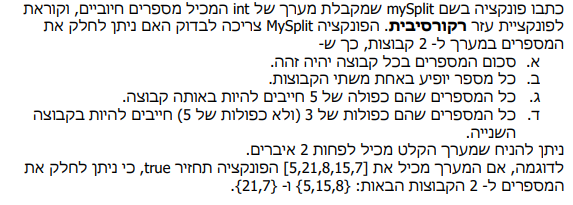 כתבו פונקציה בשם mySplit שמקבלת מערך של int המכיל מספרים חיוביים, וקוראת
לפונקציית עזר רקורסיבית. הפונקציה MySplit צריכה לבדוק האם ניתן לחלק את
המספרים במערך ל- 2 קבוצות, כך ש-
א. סכום המספרים בכל קבוצה יהיה זהה.
ב. כל מספר יופיע באחת משתי הקבוצות.
ג. כל המספרים שהם כפולה של 5 חייבים להיות באותה קבוצה.
ד. כל המספרים שהם כפולים של 3 (ולא כפולות של 5) חייבים להיות בקבוצה
השנייה.
ניתן להניח שמערך הקלט מכיל לפחות 2 איברים.
לדוגמה, אם המערך מכיל את [5,21,8,15,7] הפונקציה תחזיר true, כי ניתן לחלק את
המספרים ל- 2 הקבוצות הבאות: {5,15,8} ו- {21,7}.